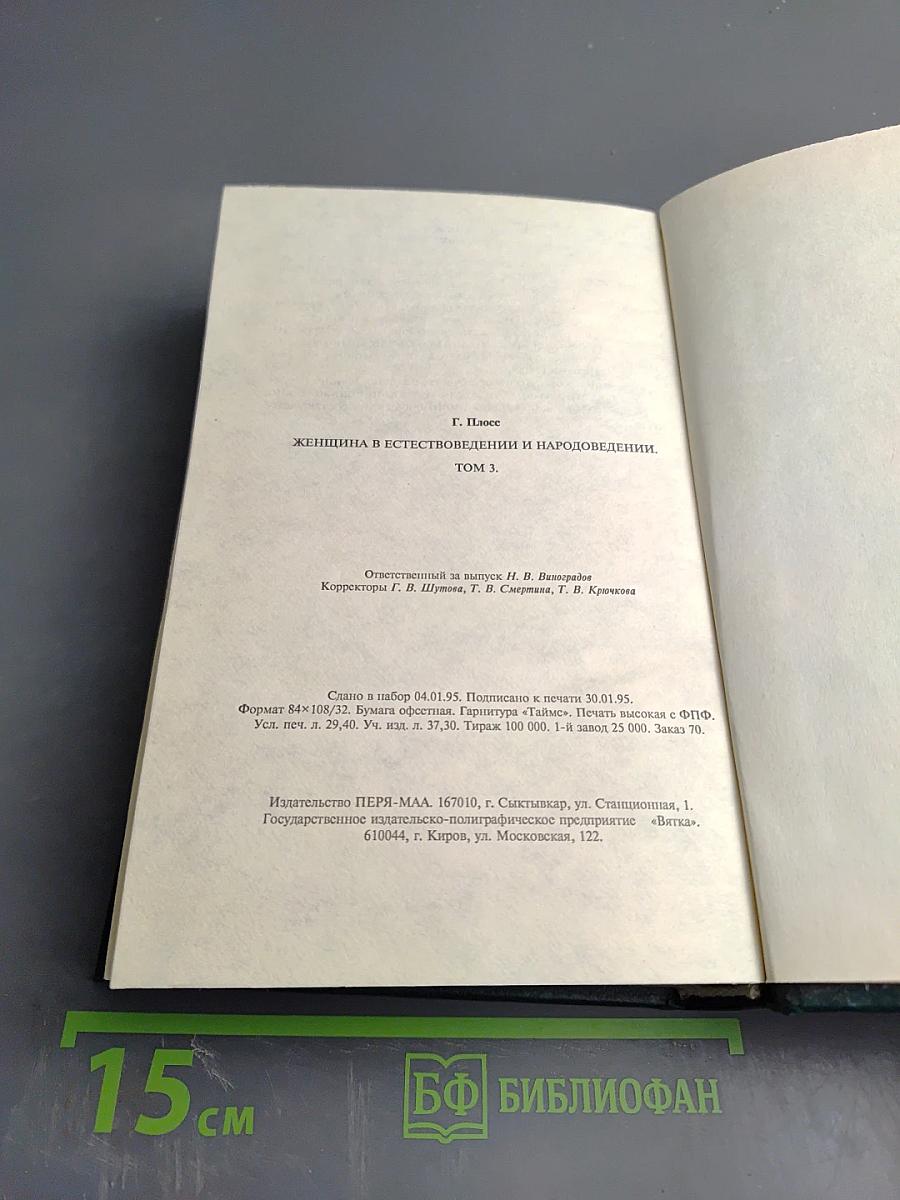 Г. Плосс
ЖЕНЩИНА В ЕСТЕСТВОВЕДЕНИИ И НАРОДОВЕДЕНИИ.
ТОМ 3.
Ответственный за выпуск Н. В. Виноградов
Корректоры Г. В. Шутова, Т. В. Смертина, Т. В. Крючкова
Сдано в набор 04.01.95. Подписано к печати 30.01.95.
Формат 84×108/32. Бумага офсетная. Гарнитура «Таймс». Печать высокая с ФПФ.
Усл. печ. л. 29,40. Уч. изд. л. 37,30. Тираж 100 000. 1-й завод 25 000. Заказ 70.
Издательство ПЕРЯ-МАА. 167010, г. Сыктывкар, ул. Станционная, 1.
Государственное издательско-полиграфическое предприятие «Вятка».
610044, г. Киров, ул. Московская, 122.
15 см
БФ БИБЛИОФАН